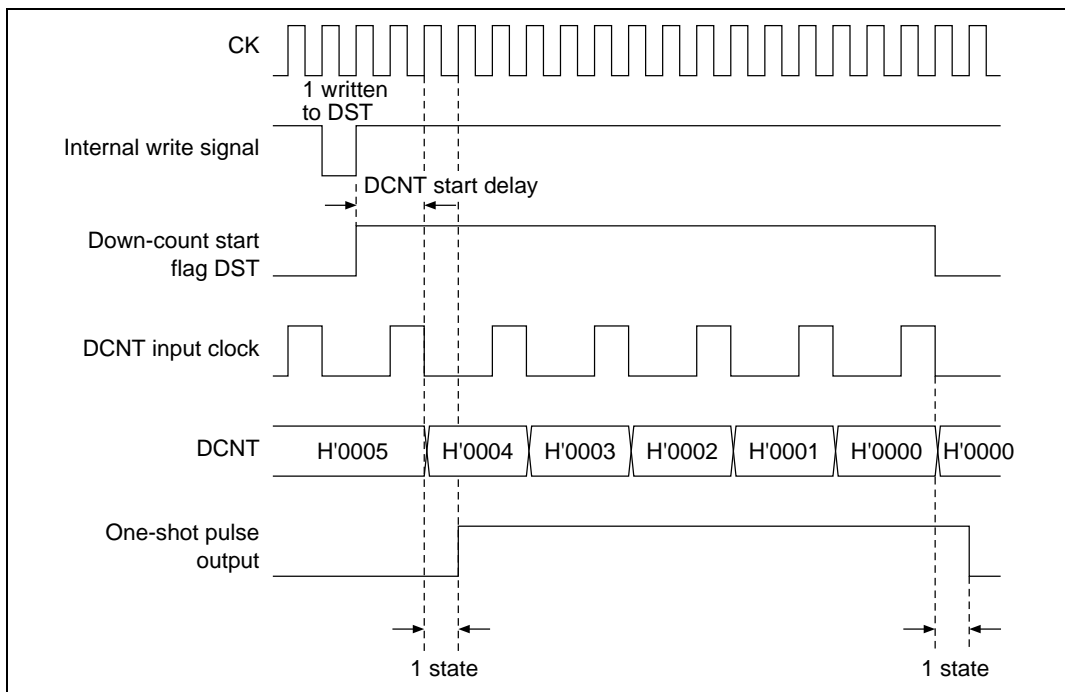 CK
1 written
to DST
Internal write signal
DCNT start delay
Down-count start
flag DST
DCNT input clock
DCNT
H'0005
H'0004
H'0003
H'0002
H'0001
H'0000
H'0000
One-shot pulse
output
1 state
1 state